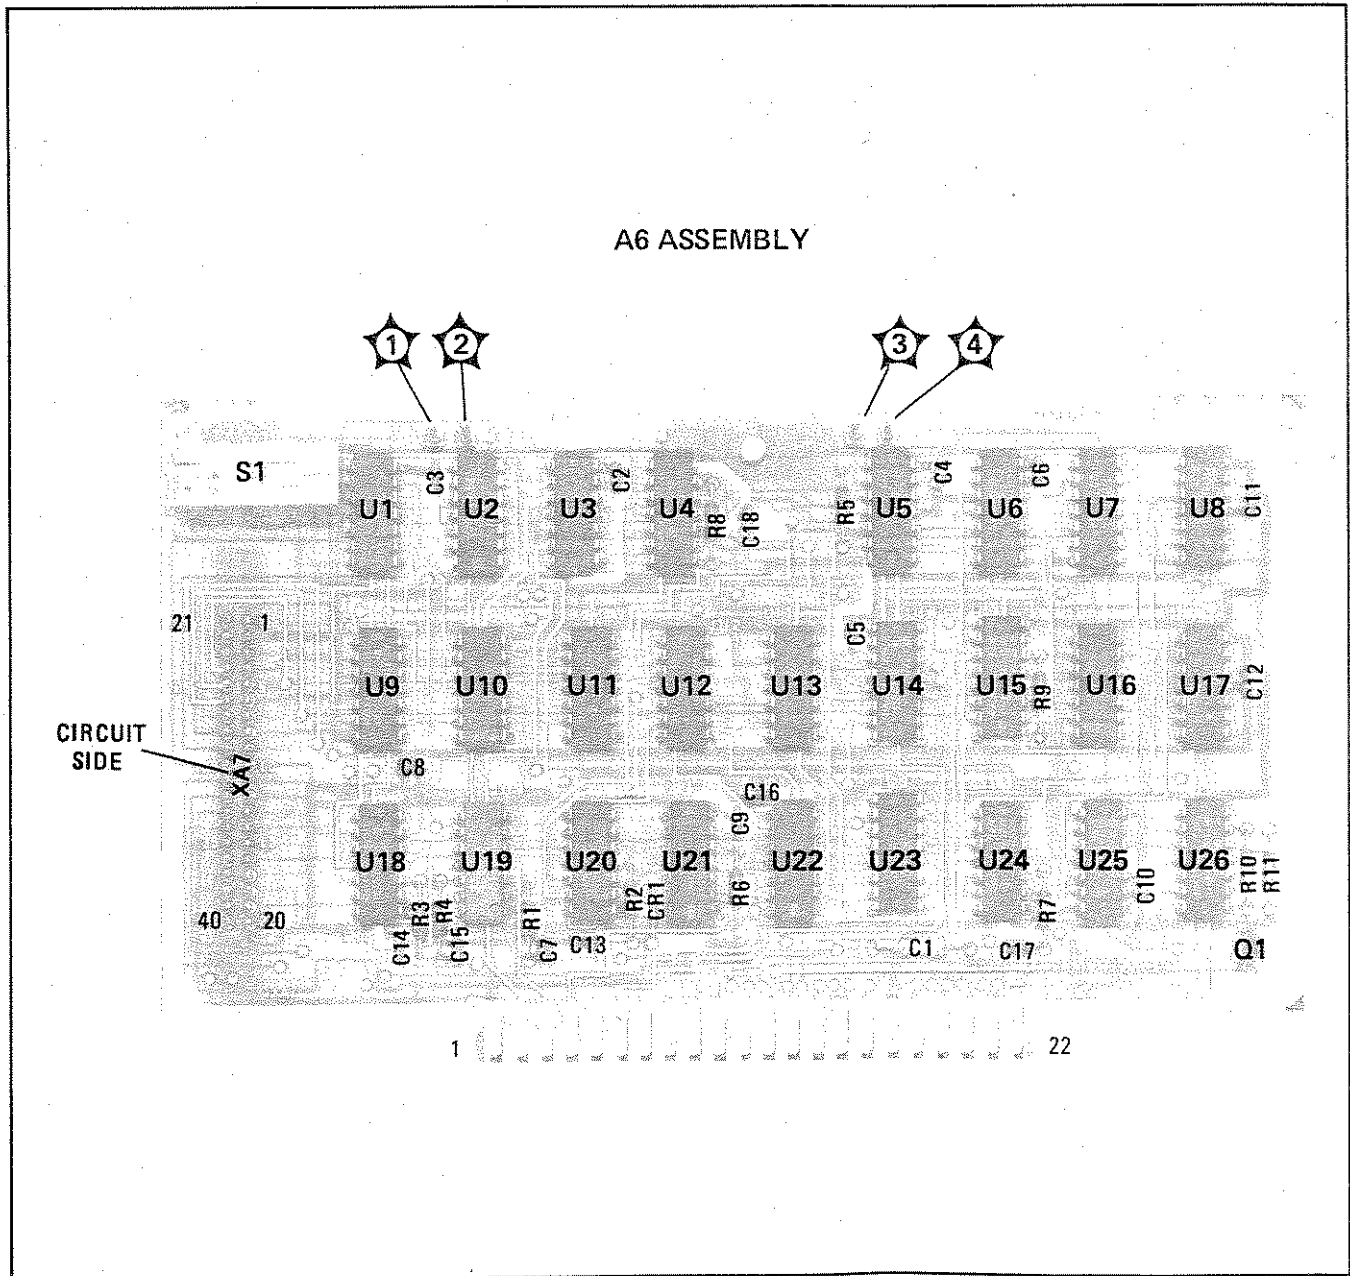 A6 ASSEMBLY
1 2 3 4
S1
U1 C3 U2 U3 C2 U4 R8 C18 R5 U5 C4 U6 C6 U7 U8 C11
21 1
U9 U10 U11 U12 U13 C5 U14 U15 R9 U16 U17 C12
CIRCUIT
SIDE
XA7
C8
C16
C9
U18 U19 U20 U21 U22 U23 U24 U25 U26
40 20
R3 R4 R1 R2 CR1 R6 R7 C10 R10 R11
C14 C15 C7 C13 C1 C17 Q1
1 22